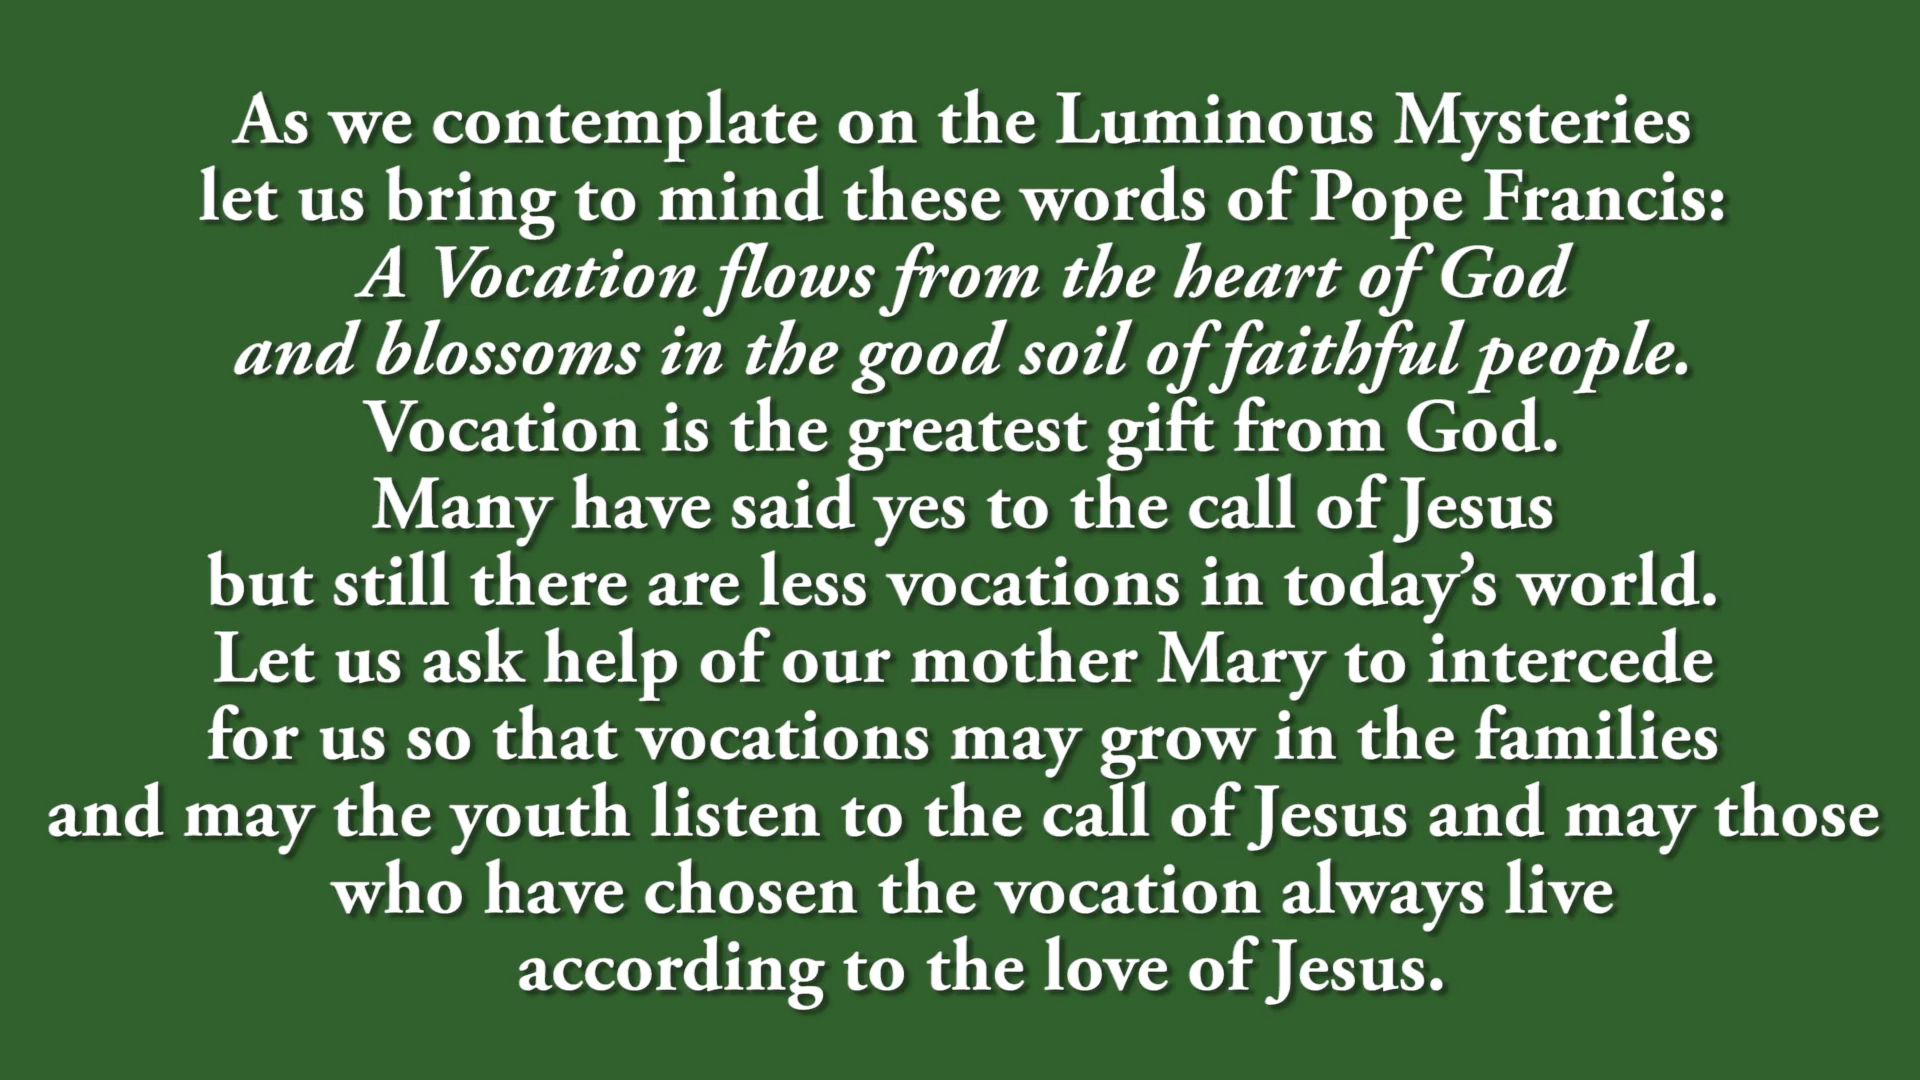 As we contemplate on the Luminous Mysteries
let us bring to mind these words of Pope Francis:
A Vocation flows from the heart of God
and blossoms in the good soil of faithful people.
Vocation is the greatest gift from God.
Many have said yes to the call of Jesus
but still there are less vocations in today’s world.
Let us ask help of our mother Mary to intercede
for us so that vocations may grow in the families
and may the youth listen to the call of Jesus and may those
who have chosen the vocation always live
according to the love of Jesus.